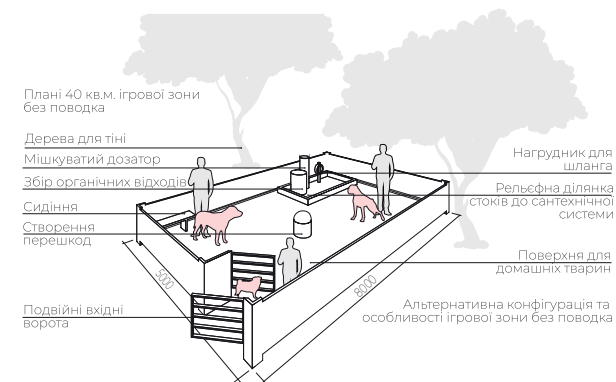 Плані 40 кв.м. ігрової зони
без поводка
Дерева для тіні
Мішкуватий дозатор
Збір органічних відходів
Сидіння
Створення
перешкод
Подвійні вхідні
ворота
Нагрудник для
шланга
Рельєфна ділянка
стоків до сантехнічної
системи
Поверхня для
домашніх тварин
Альтернативна конфігурація та
особливості ігрової зони без поводка
5000
8000